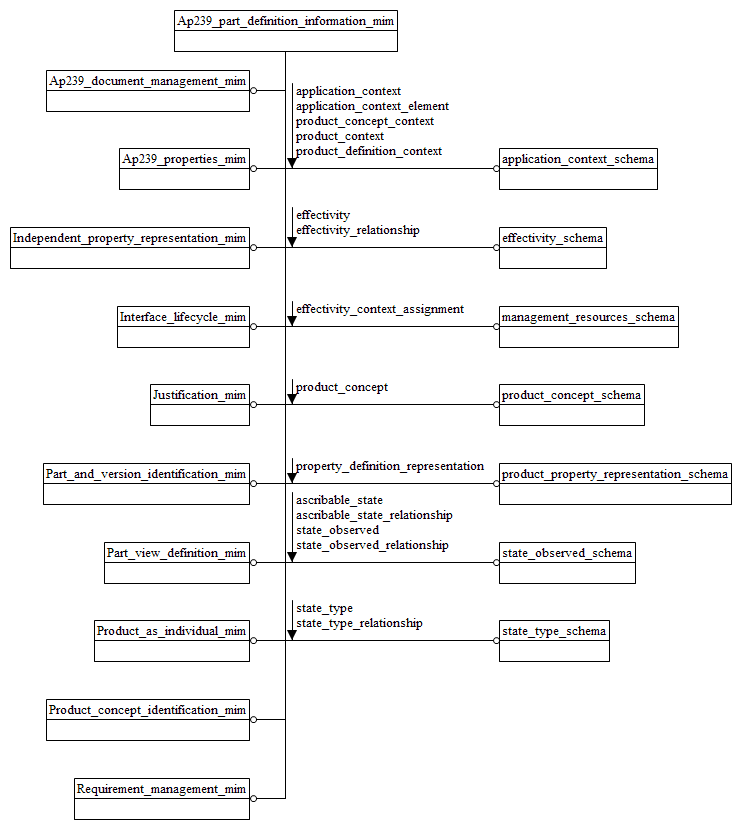 Ap239_part_definition_information_mim
Ap239_document_management_mim
application_context
application_context_element
product_concept_context
product_context
product_definition_context
Ap239_properties_mim
application_context_schema
effectivity
effectivity_relationship
Independent_property_representation_mim
effectivity_schema
effectivity_context_assignment
Interface_lifecycle_mim
management_resources_schema
product_concept
Justification_mim
product_concept_schema
property_definition_representation
Part_and_version_identification_mim
product_property_representation_schema
ascribable_state
ascribable_state_relationship
state_observed
state_observed_relationship
Part_view_definition_mim
state_observed_schema
state_type
state_type_relationship
Product_as_individual_mim
state_type_schema
Product_concept_identification_mim
Requirement_management_mim